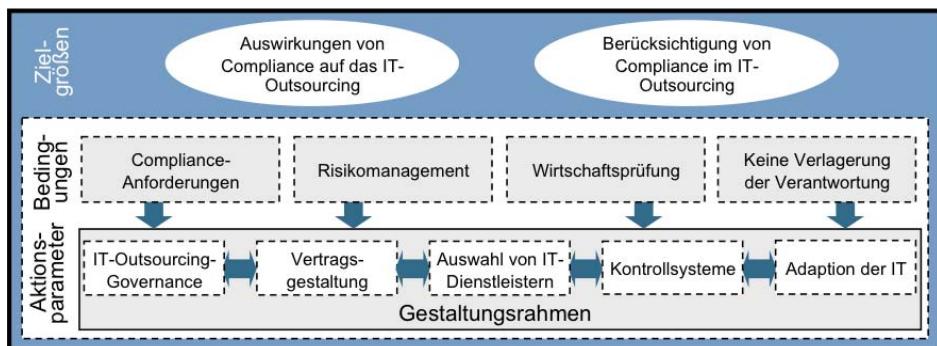 Ziel-
größen
Auswirkungen von
Compliance auf das IT-
Outsourcing
Berücksichtigung von
Compliance im IT-
Outsourcing
Beding-
ungen
Compliance-
Anforderungen
Risikomanagement
Wirtschaftsprüfung
Keine Verlagerung
der Verantwortung
Aktions-
parameter
IT-Outsourcing-
Governance
Vertrags-
gestaltung
Auswahl von IT-
Dienstleistern
Kontrollsysteme
Adaption der IT
Gestaltungsrahmen